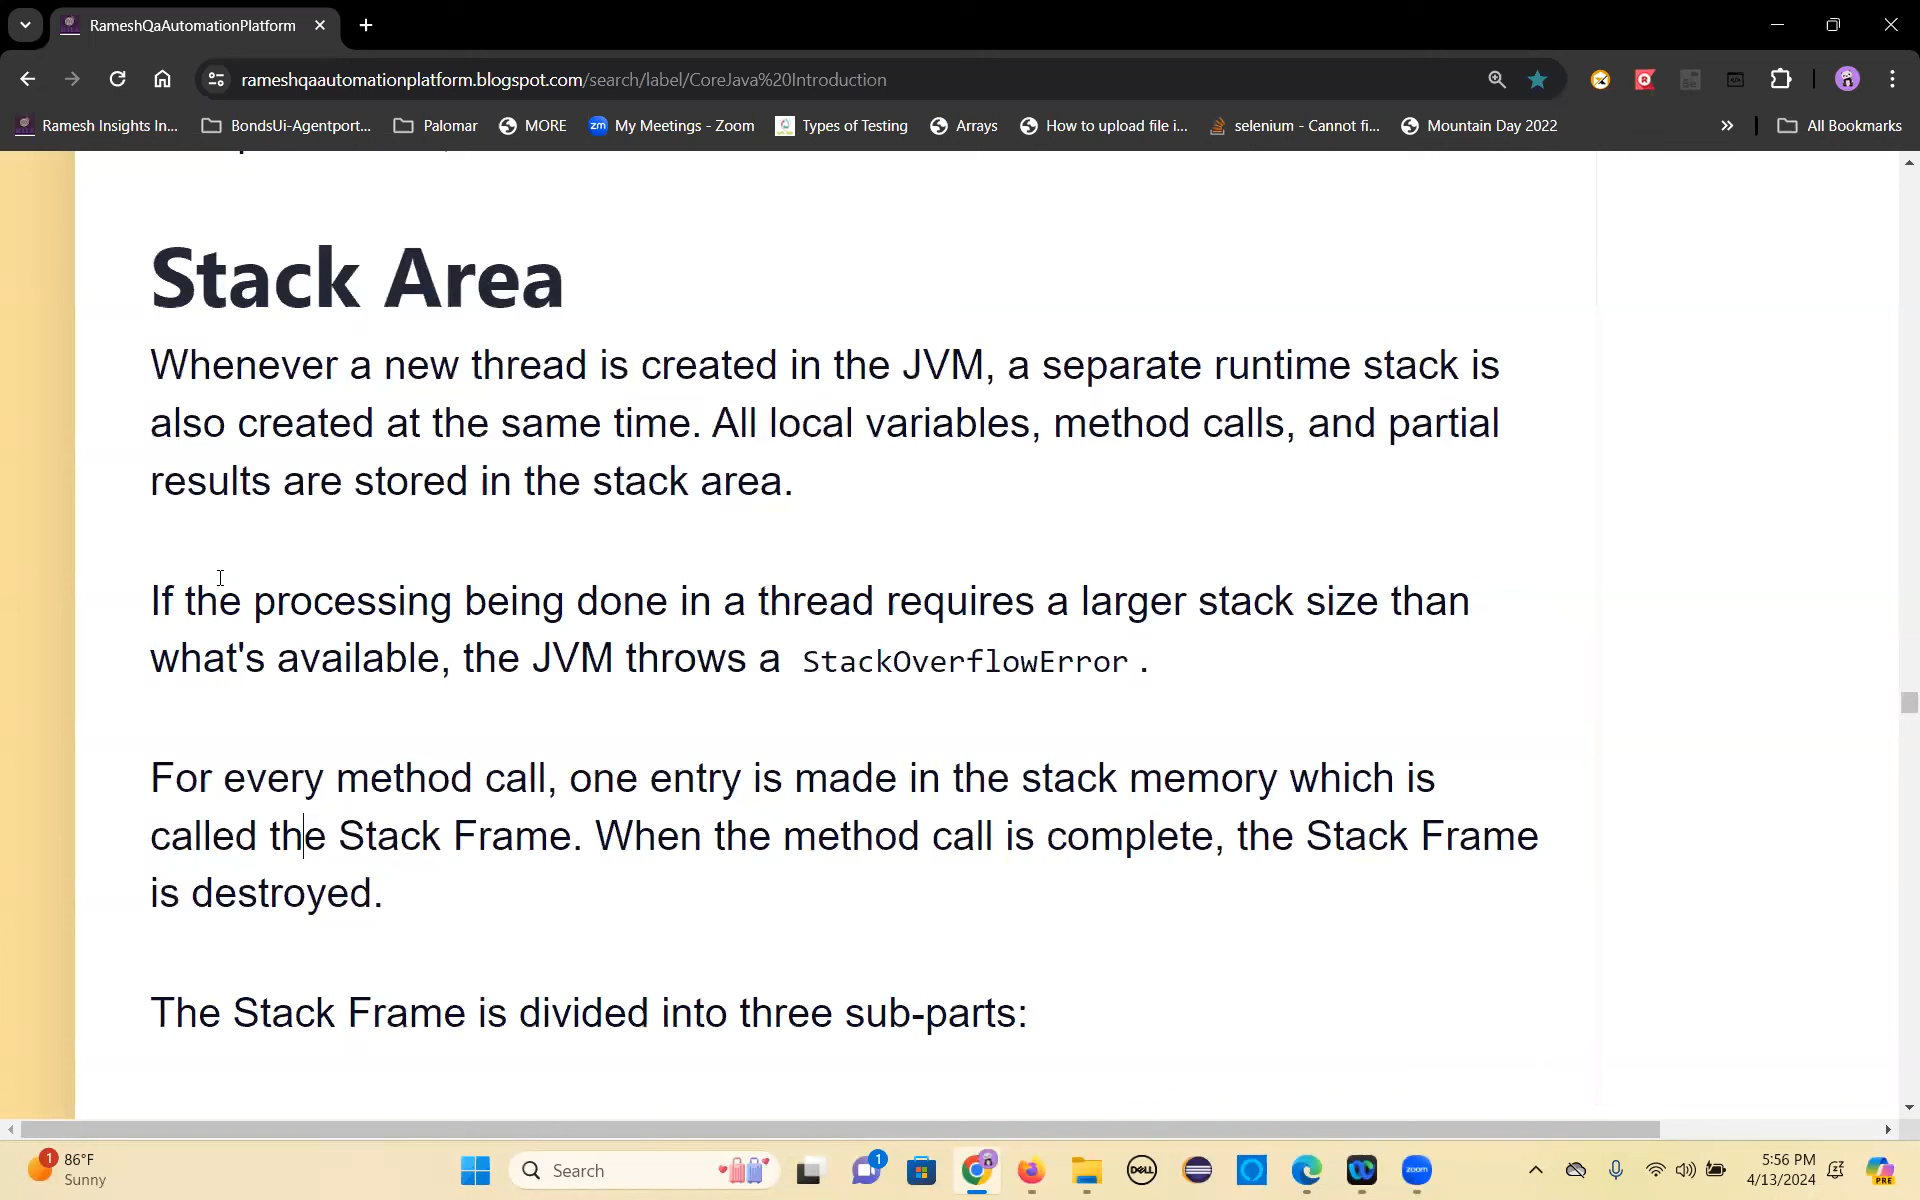 RameshQaAutomationPlatform
rameshqaautomationplatform.blogspot.com/search/label/CoreJava%20Introduction
Ramesh Insights In...
BondsUi-Agentport...
Palomar
MORE
zm My Meetings - Zoom
Types of Testing
Arrays
How to upload file i...
selenium - Cannot fi...
Mountain Day 2022
All Bookmarks
Stack Area
Whenever a new thread is created in the JVM, a separate runtime stack is
also created at the same time. All local variables, method calls, and partial
results are stored in the stack area.
If the processing being done in a thread requires a larger stack size than
what's available, the JVM throws a StackOverflowError .
For every method call, one entry is made in the stack memory which is
called the Stack Frame. When the method call is complete, the Stack Frame
is destroyed.
The Stack Frame is divided into three sub-parts:
1
86°F
Sunny
Search
1
DELL
zoom
5:56 PM
4/13/2024
PRE